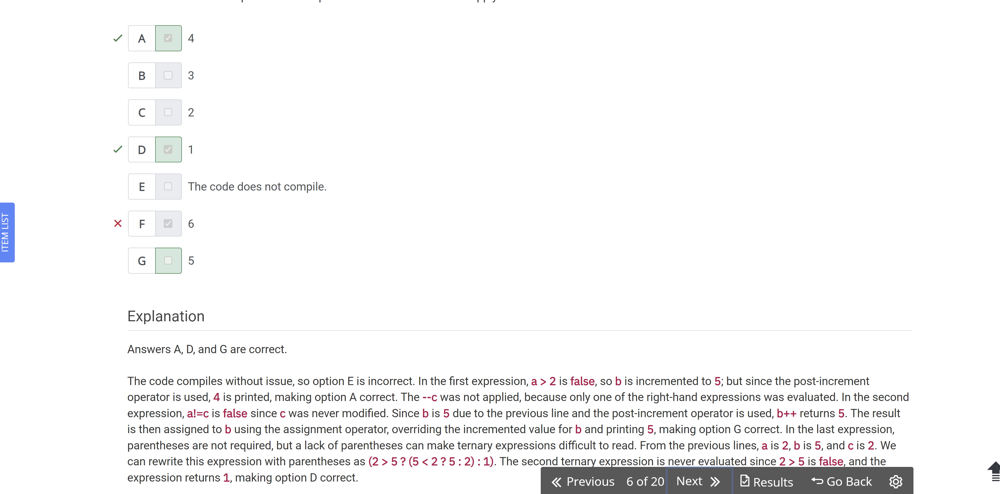 A 4
B 3
C 2
D 1
E The code does not compile.
F 6
G 5
ITEM LIST
Explanation
Answers A, D, and G are correct.
The code compiles without issue, so option E is incorrect. In the first expression, a > 2 is false, so b is incremented to 5; but since the post-increment
operator is used, 4 is printed, making option A correct. The --c was not applied, because only one of the right-hand expressions was evaluated. In the second
expression, a!=c is false since c was never modified. Since b is 5 due to the previous line and the post-increment operator is used, b++ returns 5. The result
is then assigned to b using the assignment operator, overriding the incremented value for b and printing 5, making option G correct. In the last expression,
parentheses are not required, but a lack of parentheses can make ternary expressions difficult to read. From the previous lines, a is 2, b is 5, and c is 2. We
can rewrite this expression with parentheses as (2 > 5 ? (5 < 2 ? 5 : 2) : 1). The second ternary expression is never evaluated since 2 > 5 is false, and the
expression returns 1, making option D correct.
Previous 6 of 20 Next Results Go Back